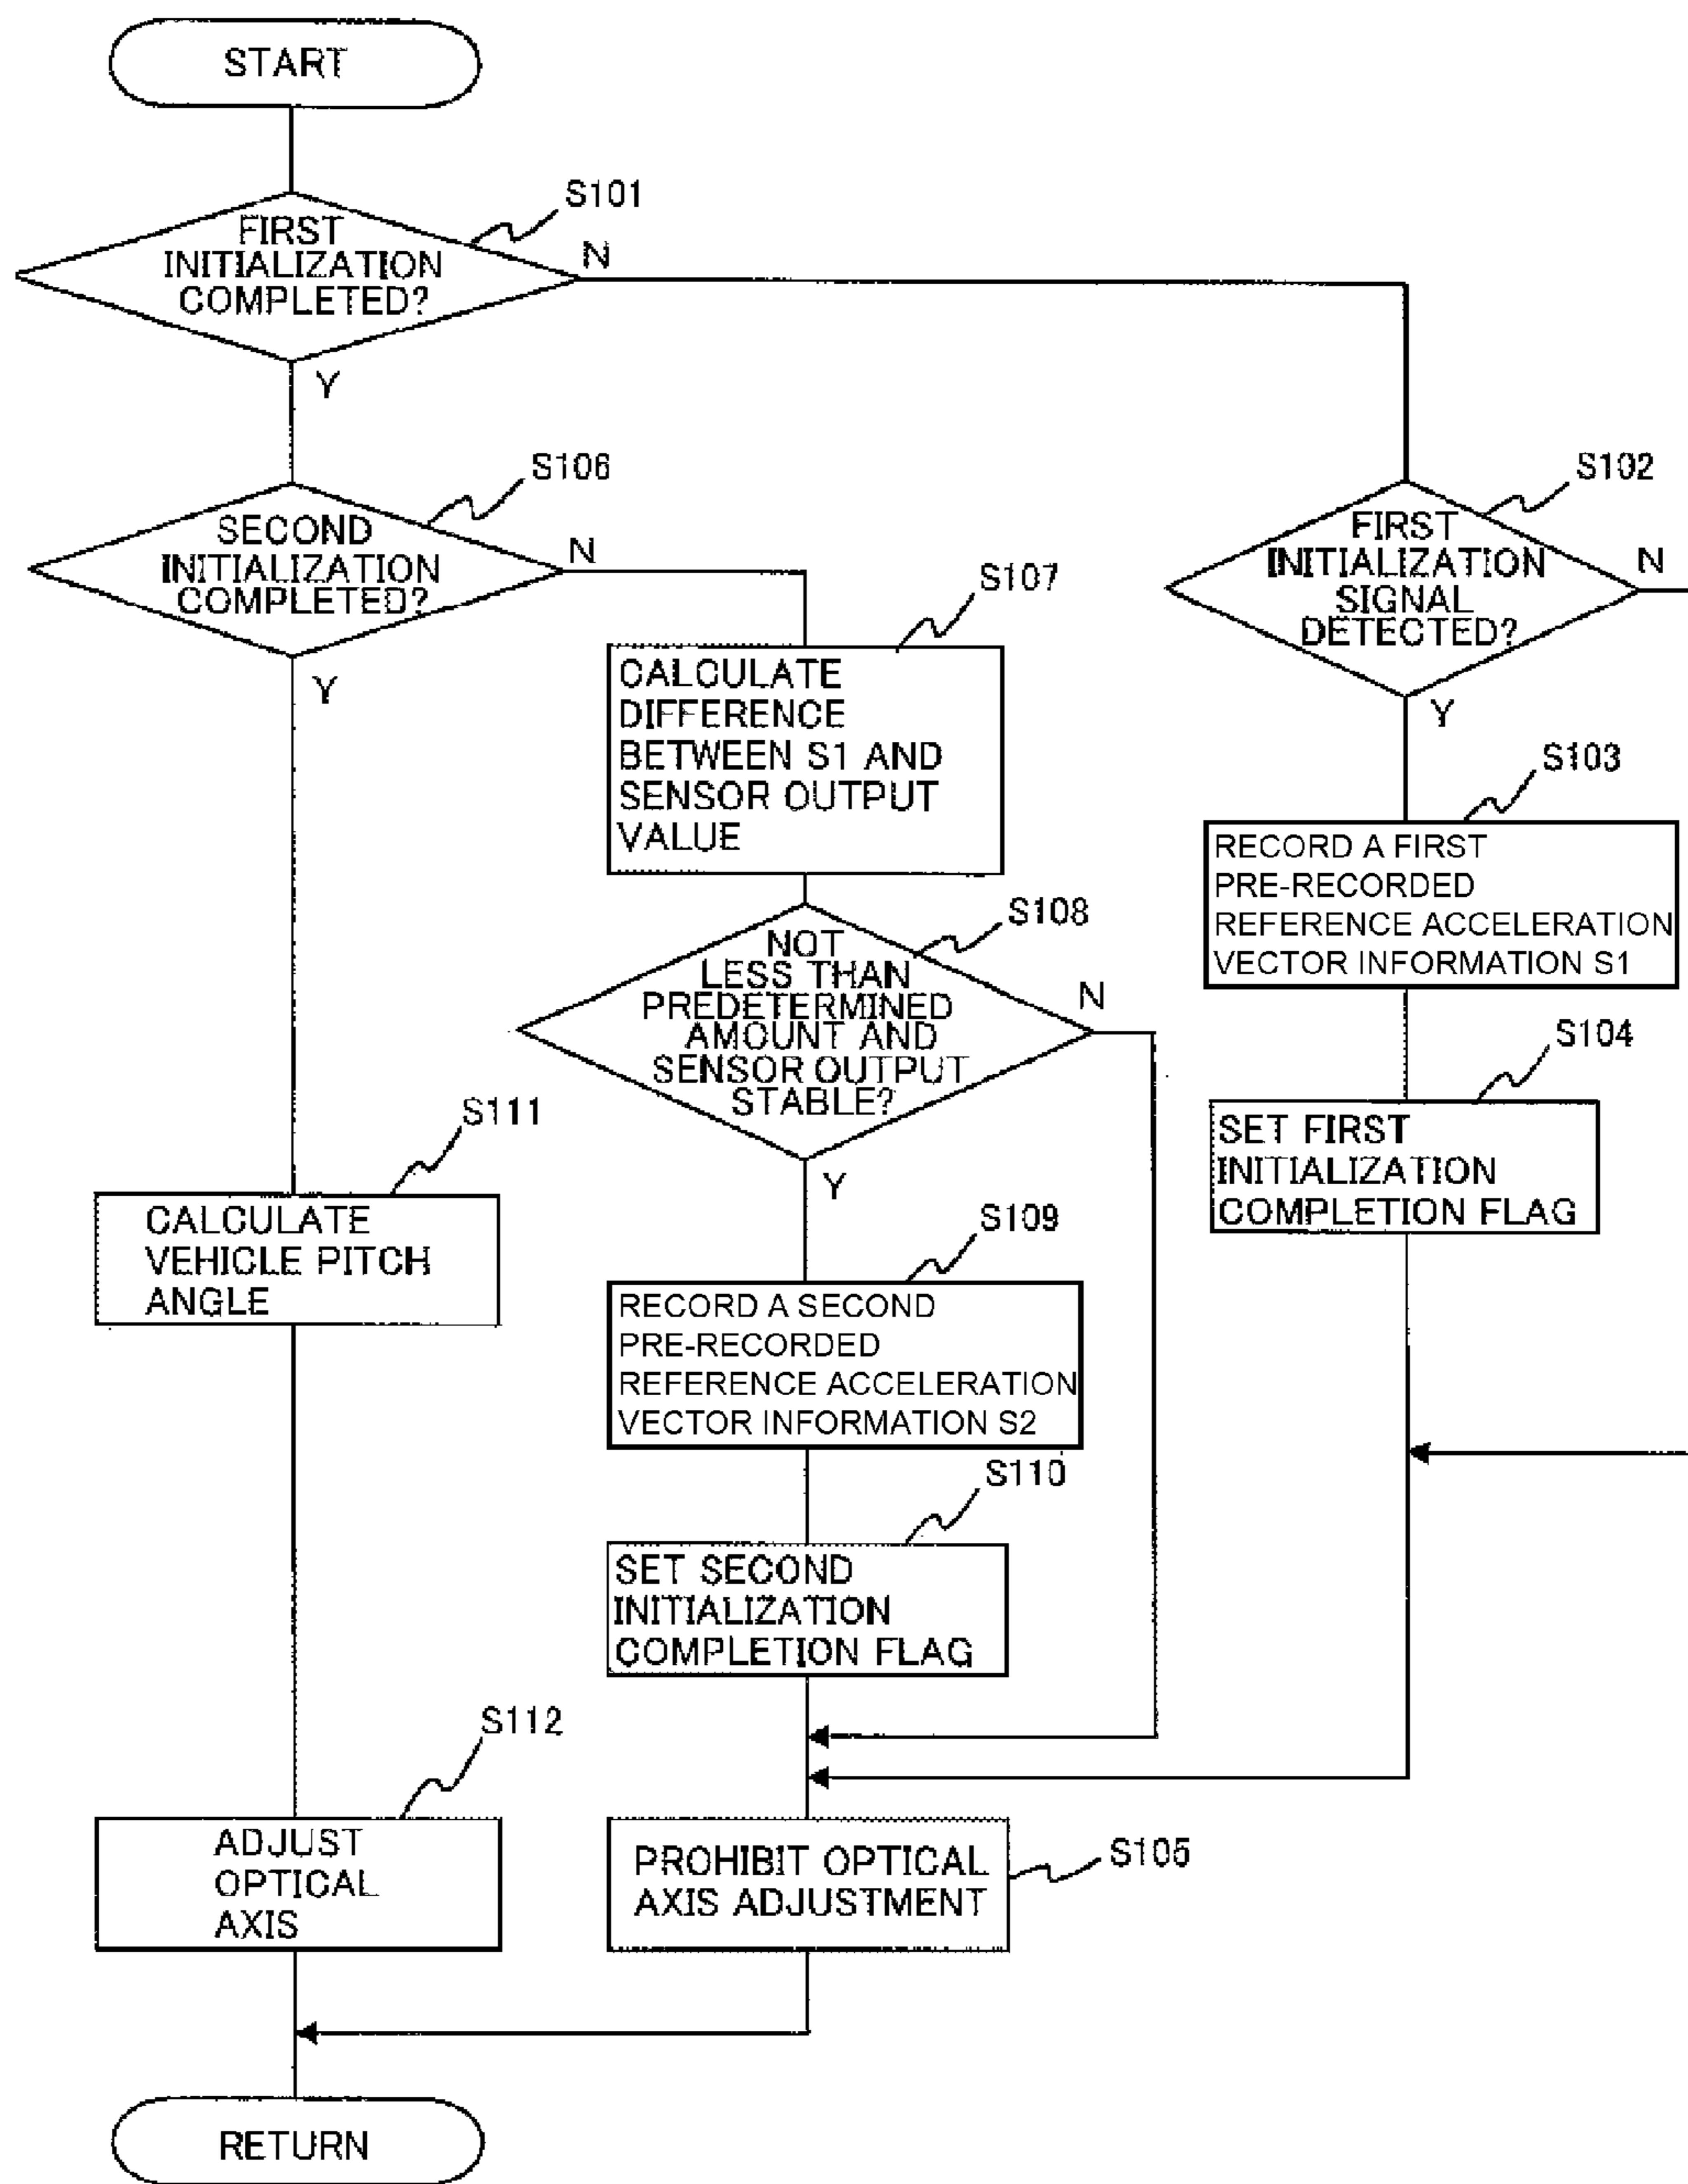 START
S101
FIRST
INITIALIZATION
COMPLETED?
N
Y
S106
SECOND
INITIALIZATION
COMPLETED?
N
Y
S102
FIRST
INITIALIZATION
SIGNAL
DETECTED?
N
Y
S107
CALCULATE
DIFFERENCE
BETWEEN S1 AND
SENSOR OUTPUT
VALUE
S103
RECORD A FIRST
PRE-RECORDED
REFERENCE ACCELERATION
VECTOR INFORMATION S1
S108
NOT
LESS THAN
PREDETERMINED
AMOUNT AND
SENSOR OUTPUT
STABLE?
N
Y
S104
SET FIRST
INITIALIZATION
COMPLETION FLAG
S111
CALCULATE
VEHICLE PITCH
ANGLE
S109
RECORD A SECOND
PRE-RECORDED
REFERENCE ACCELERATION
VECTOR INFORMATION S2
S110
SET SECOND
INITIALIZATION
COMPLETION FLAG
S112
ADJUST
OPTICAL
AXIS
S105
PROHIBIT OPTICAL
AXIS ADJUSTMENT
RETURN